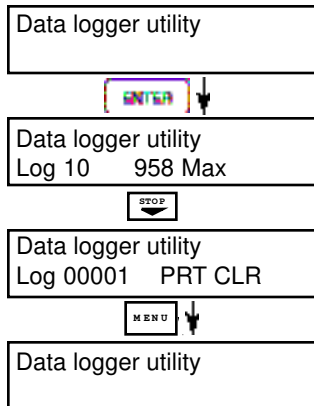 Data logger utility
ENTER
Data logger utility
Log 10 958 Max
STOP
Data logger utility
Log 00001 PRT CLR
MENU
Data logger utility